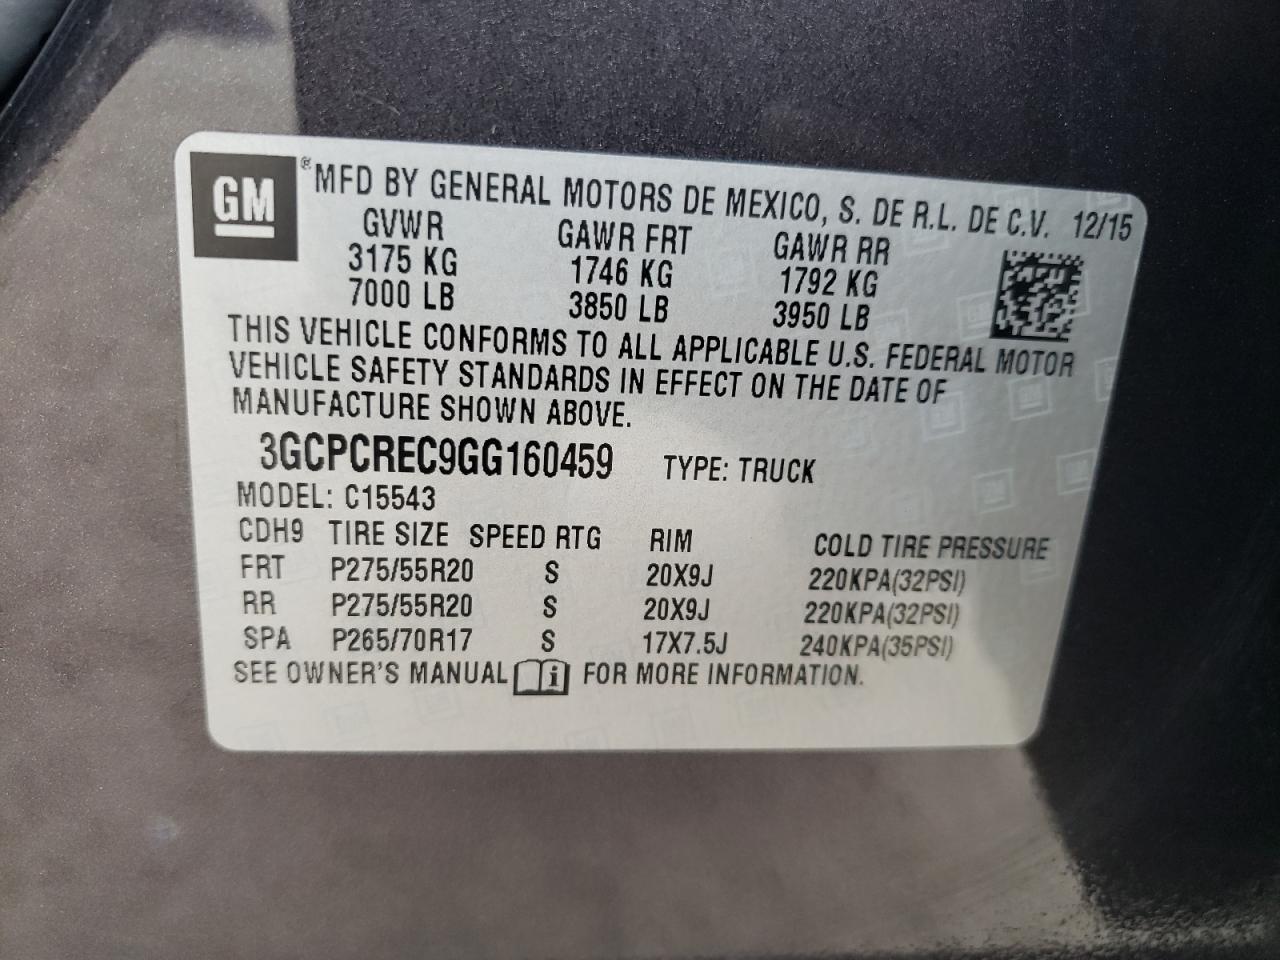 GM ® MFD BY GENERAL MOTORS DE MEXICO, S. DE R.L. DE C.V. 12/15
GVWR GAWR FRT GAWR RR
3175 KG 1746 KG 1792 KG
7000 LB 3850 LB 3950 LB
THIS VEHICLE CONFORMS TO ALL APPLICABLE U.S. FEDERAL MOTOR
VEHICLE SAFETY STANDARDS IN EFFECT ON THE DATE OF
MANUFACTURE SHOWN ABOVE.
3GCPCREC9GG160459 TYPE: TRUCK
MODEL: C15543
CDH9 TIRE SIZE SPEED RTG RIM COLD TIRE PRESSURE
FRT P275/55R20 S 20X9J 220KPA(32PSI)
RR P275/55R20 S 20X9J 220KPA(32PSI)
SPA P265/70R17 S 17X7.5J 240KPA(35PSI)
SEE OWNER'S MANUAL i FOR MORE INFORMATION.